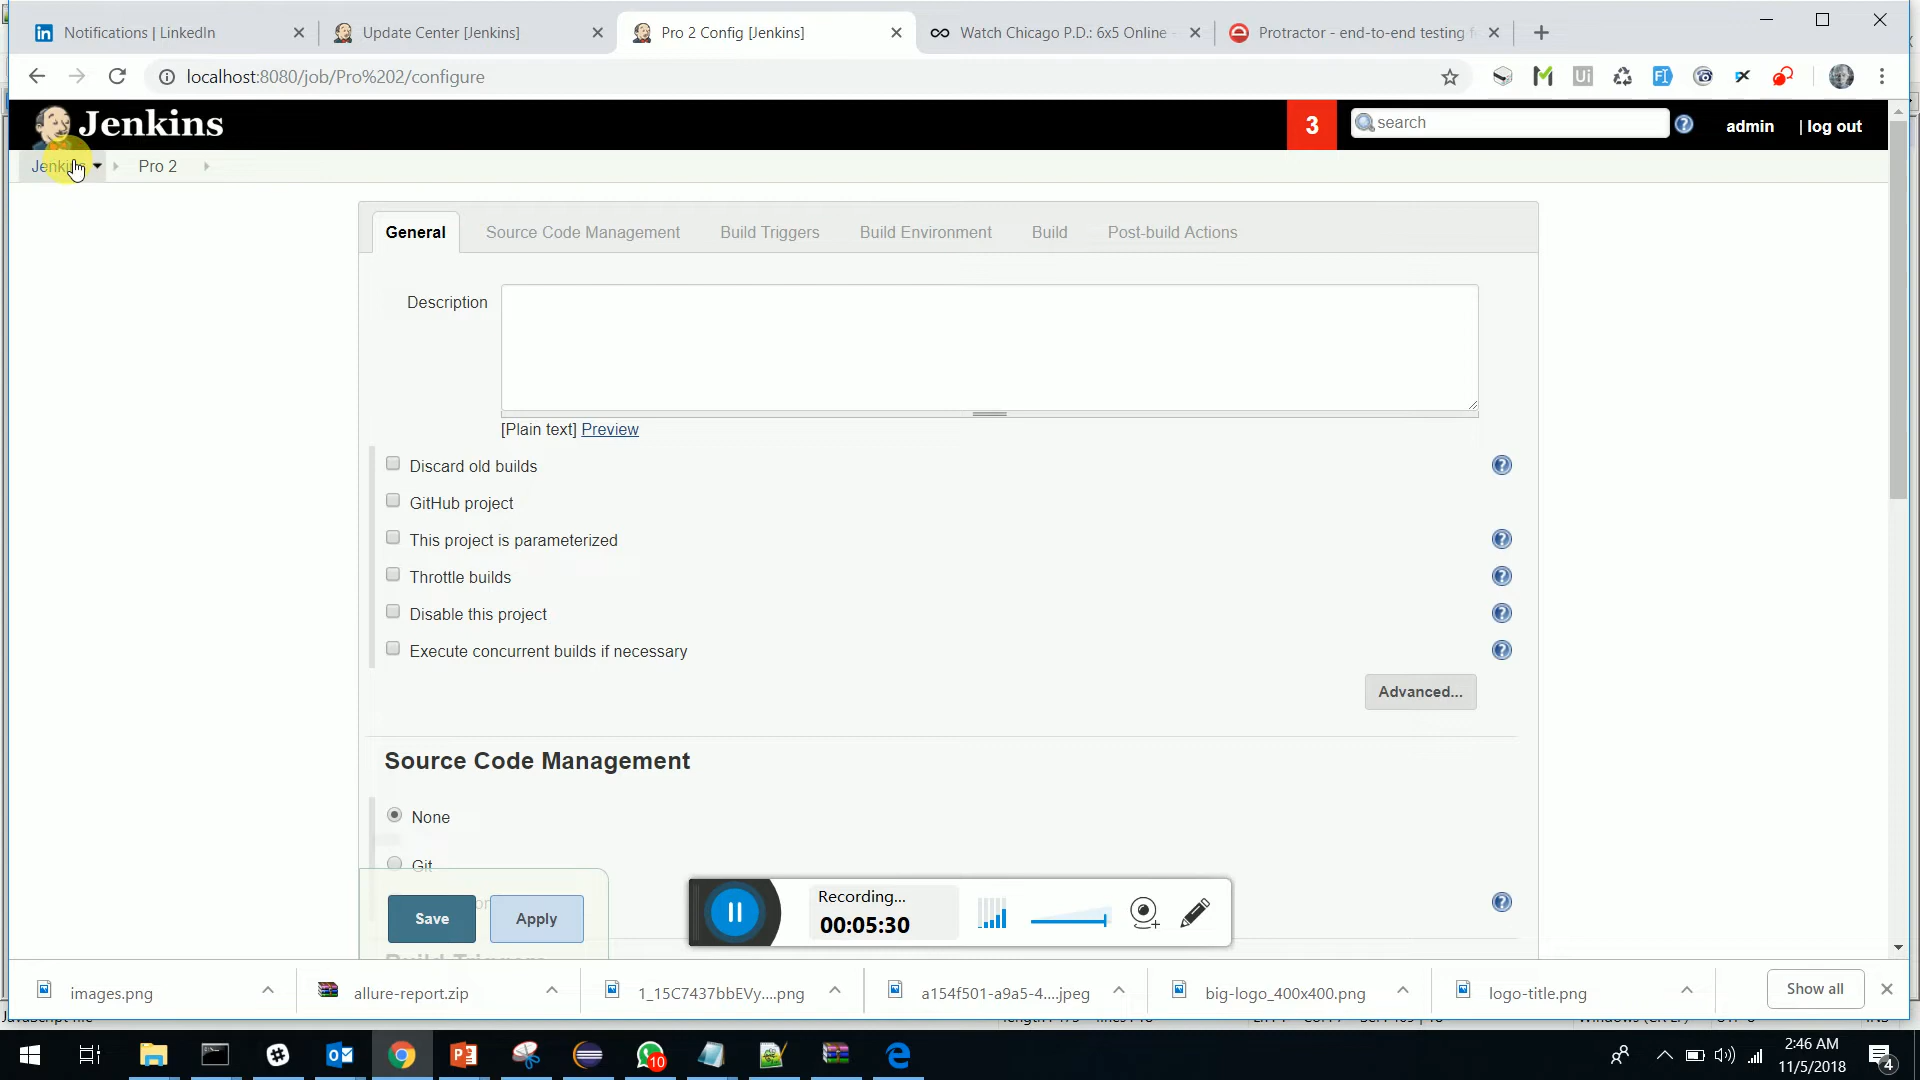 Notifications | LinkedIn
Update Center [Jenkins]
Pro 2 Config [Jenkins]
Watch Chicago P.D.: 6x5 Online
Protractor - end-to-end testing f
localhost:8080/job/Pro%202/configure
Jenkins
3
search
admin
| log out
Pro 2
General
Source Code Management
Build Triggers
Build Environment
Build
Post-build Actions
Description
[Plain text] Preview
Discard old builds
GitHub project
This project is parameterized
Throttle builds
Disable this project
Execute concurrent builds if necessary
Advanced...
Source Code Management
None
Git
Save
Apply
Recording...
00:05:30
images.png
allure-report.zip
1_15C7437bbEVy....png
a154f501-a9a5-4....jpeg
big-logo_400x400.png
logo-title.png
Show all
10
2:46 AM
11/5/2018
4